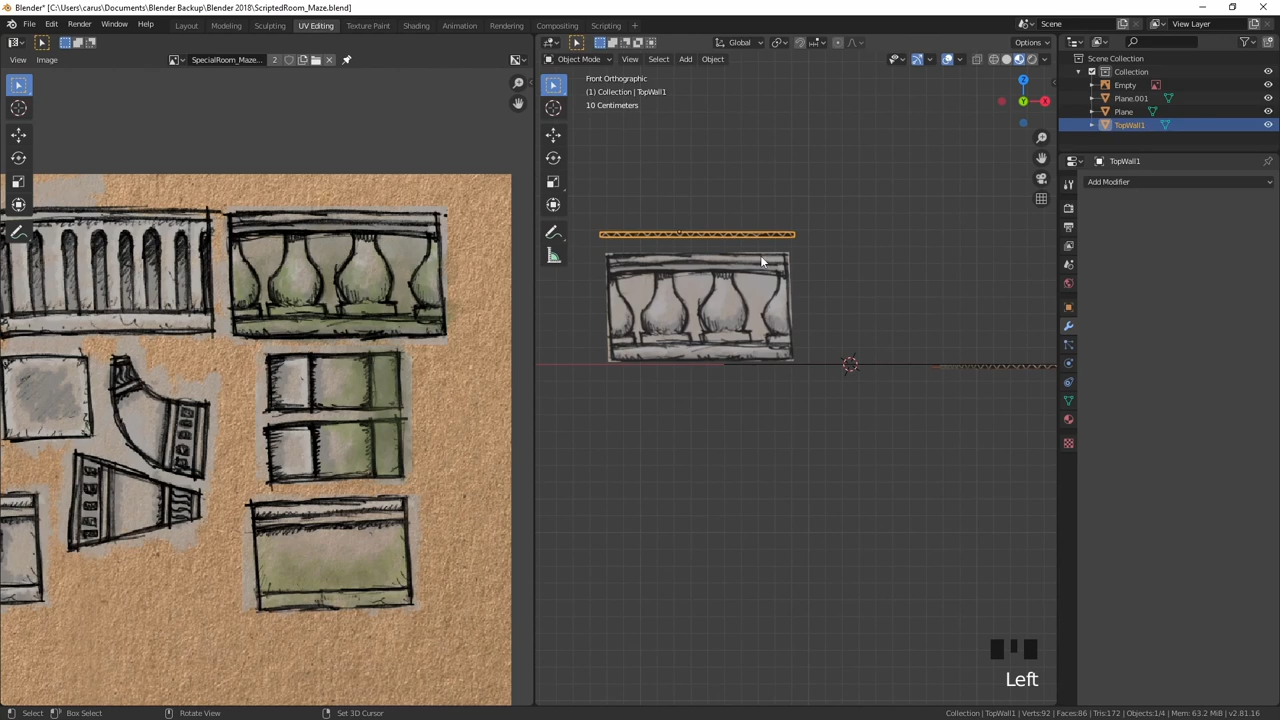 Blender* [C:\Users\carus\Documents\Blender Backup\Blender 2018\ScriptedRoom_Maze.blend]
File Edit Render Window Help Layout Modeling Sculpting UV Editing Texture Paint Shading Animation Rendering Compositing Scripting Scene View Layer
SpecialRoom_Maze... 2 Global Options
View Image Object Mode View Select Add Object
Scene Collection
Collection
Empty
Plane.001
Plane
TopWall1
Front Orthographic
(1) Collection | TopWall1
10 Centimeters
Z
Y
X
TopWall1
Add Modifier
Left
Select Box Select Rotate View Set 3D Cursor Collection | TopWall1 | Verts:92 | Faces:86 | Tris:172 | Objects:1/4 | Mem: 63.2 MiB | v2.81.16